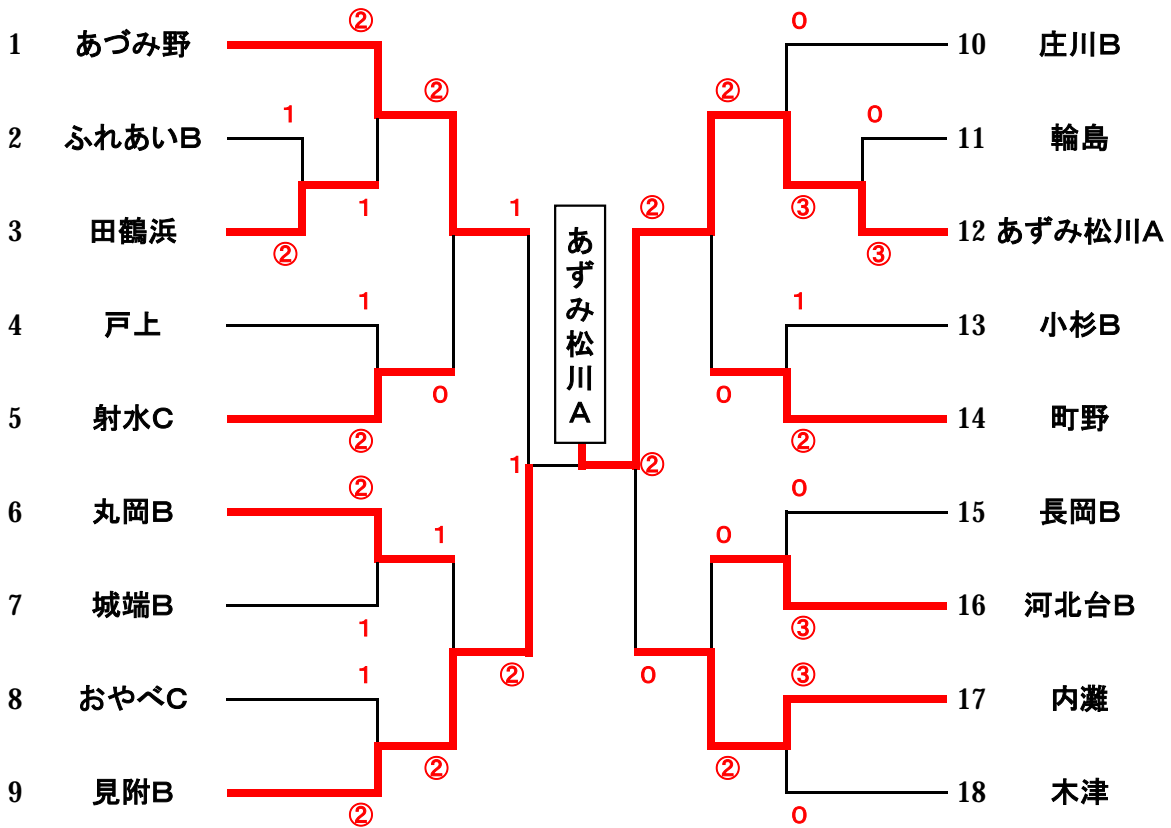 ② 0
1 あづみ野 10 庄川B
② ②
1 0
2 ふれあいB 11 輪島
1 1 ② ③
3 田鶴浜 12 あずみ松川A
② ③
あずみ松川A
1 1
4 戸上 13 小杉B
0 0
5 射水C 14 町野
② ②
1 ②
② 0
6 丸岡B 15 長岡B
1 0
7 城端B 16 河北台B
1 ③
1 ② 0 ③
8 おやべC 17 内灘
② ②
9 見附B 18 木津
② 0